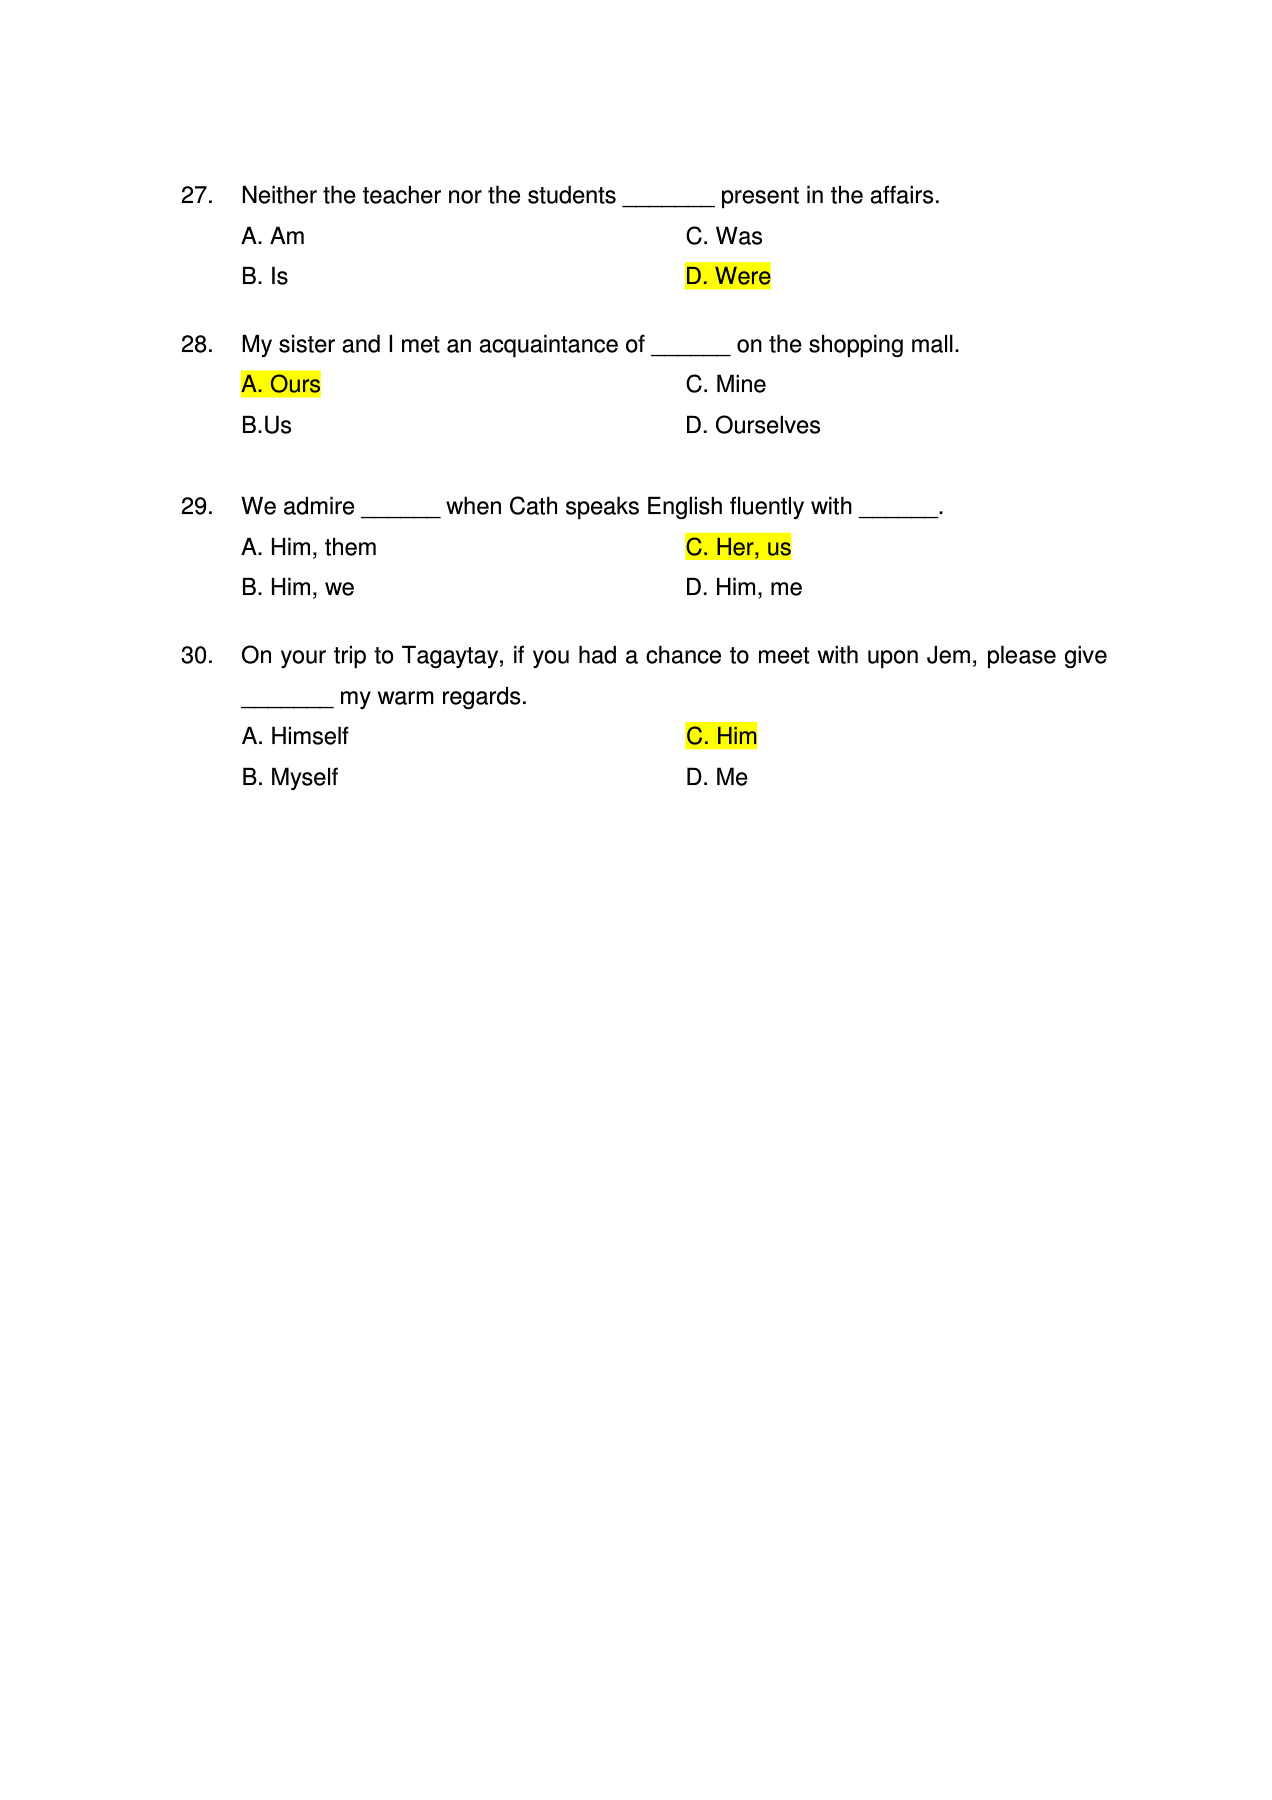 27. Neither the teacher nor the students _______ present in the affairs.
A. Am C. Was
B. Is D. Were
28. My sister and I met an acquaintance of ______ on the shopping mall.
A. Ours C. Mine
B.Us D. Ourselves
29. We admire ______ when Cath speaks English fluently with ______.
A. Him, them C. Her, us
B. Him, we D. Him, me
30. On your trip to Tagaytay, if you had a chance to meet with upon Jem, please give
_______ my warm regards.
A. Himself C. Him
B. Myself D. Me